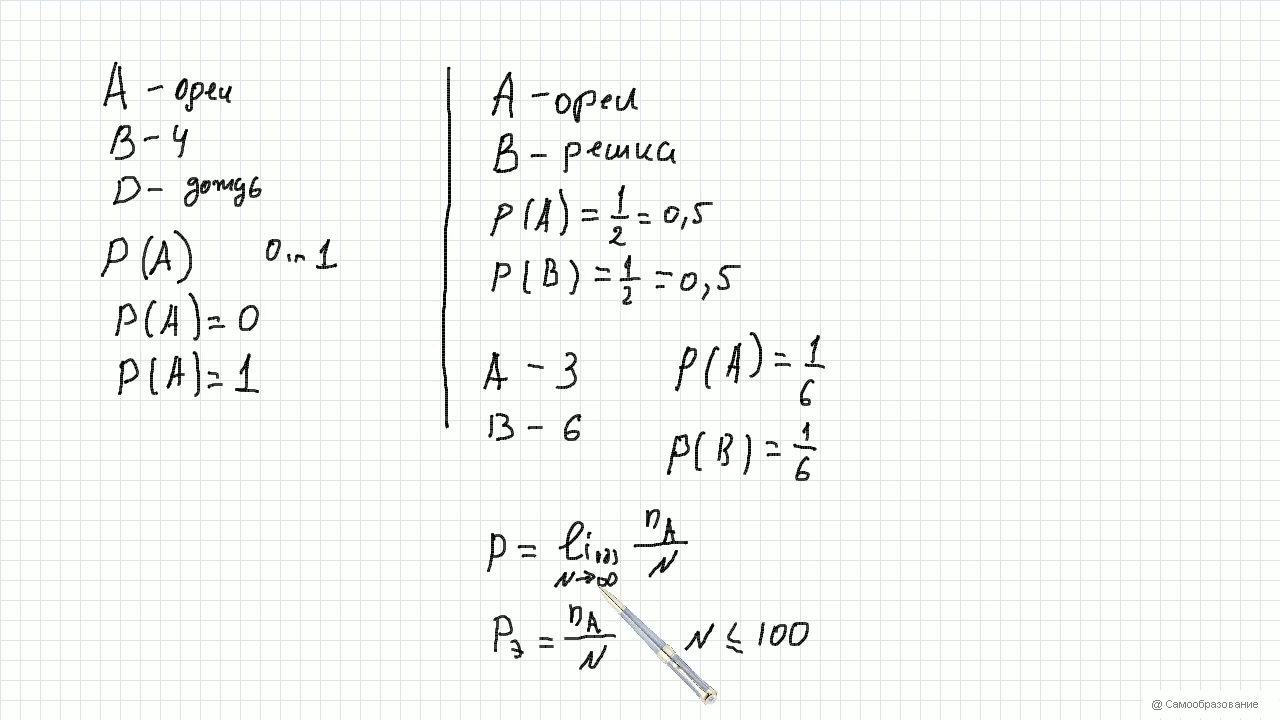 A - орел
B - 4
D - дождь
P(A) 0 ... 1
P(A) = 0
P(A) = 1
A - орел
B - решка
P(A) = 1/2 = 0,5
P(B) = 1/2 = 0,5
A - 3 P(A) = 1/6
B - 6 P(B) = 1/6
P = lim N→∞ n_A/N
P_э = n_A/N N ≤ 100
@ Самообразование